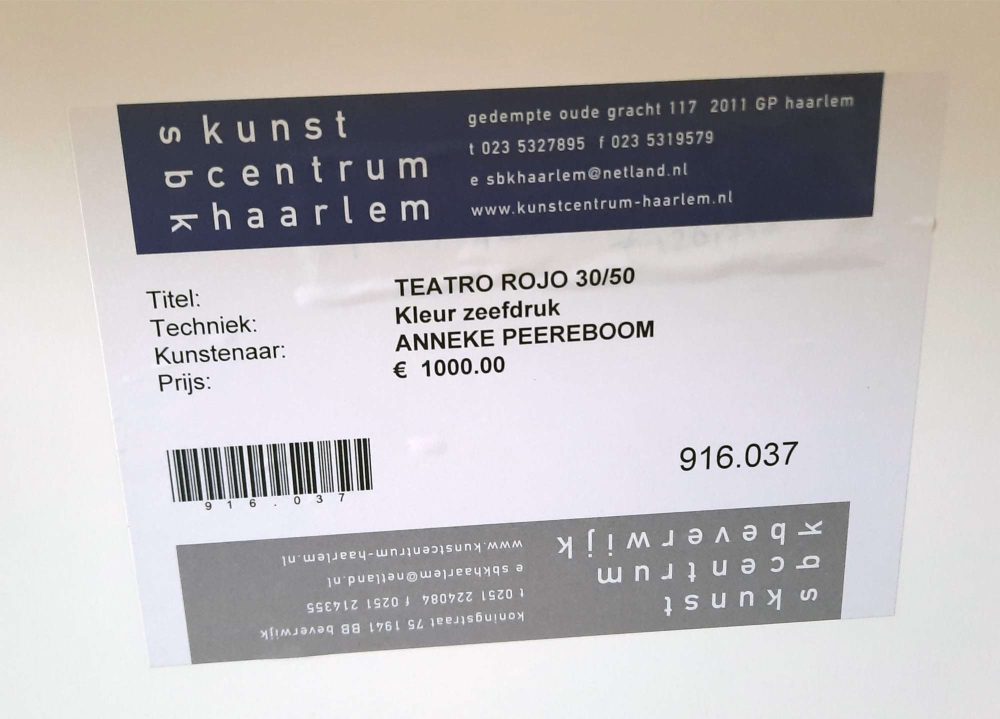 s kunst
b centrum
k haarlem
gedempte oude gracht 117 2011 GP haarlem
t 023 5327895 f 023 5319579
e sbkhaarlem@netland.nl
www.kunstcentrum-haarlem.nl
Titel: TEATRO ROJO 30/50
Techniek: Kleur zeefdruk
Kunstenaar: ANNEKE PEEREBOOM
Prijs: € 1000.00
916.037
916.037
s kunst
b centrum
k beverwijk
koningstraat 75 1941 BB beverwijk
t 0251 224084 f 0251 214355
e sbkhaarlem@netland.nl
www.kunstcentrum-haarlem.nl